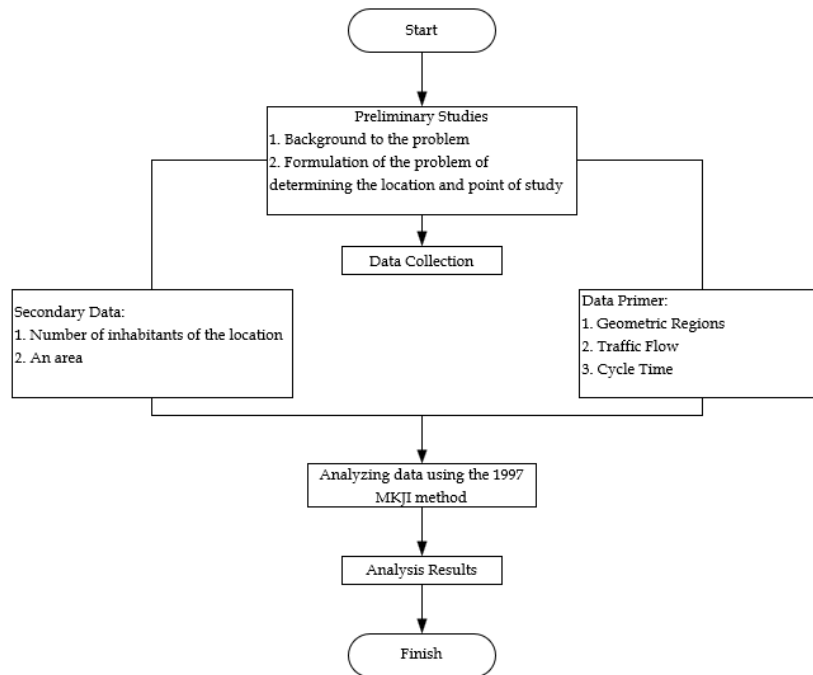 Start
Preliminary Studies
1. Background to the problem
2. Formulation of the problem of
determining the location and point of study
Data Collection
Secondary Data:
1. Number of inhabitants of the location
2. An area
Data Primer:
1. Geometric Regions
2. Traffic Flow
3. Cycle Time
Analyzing data using the 1997
MKJI method
Analysis Results
Finish